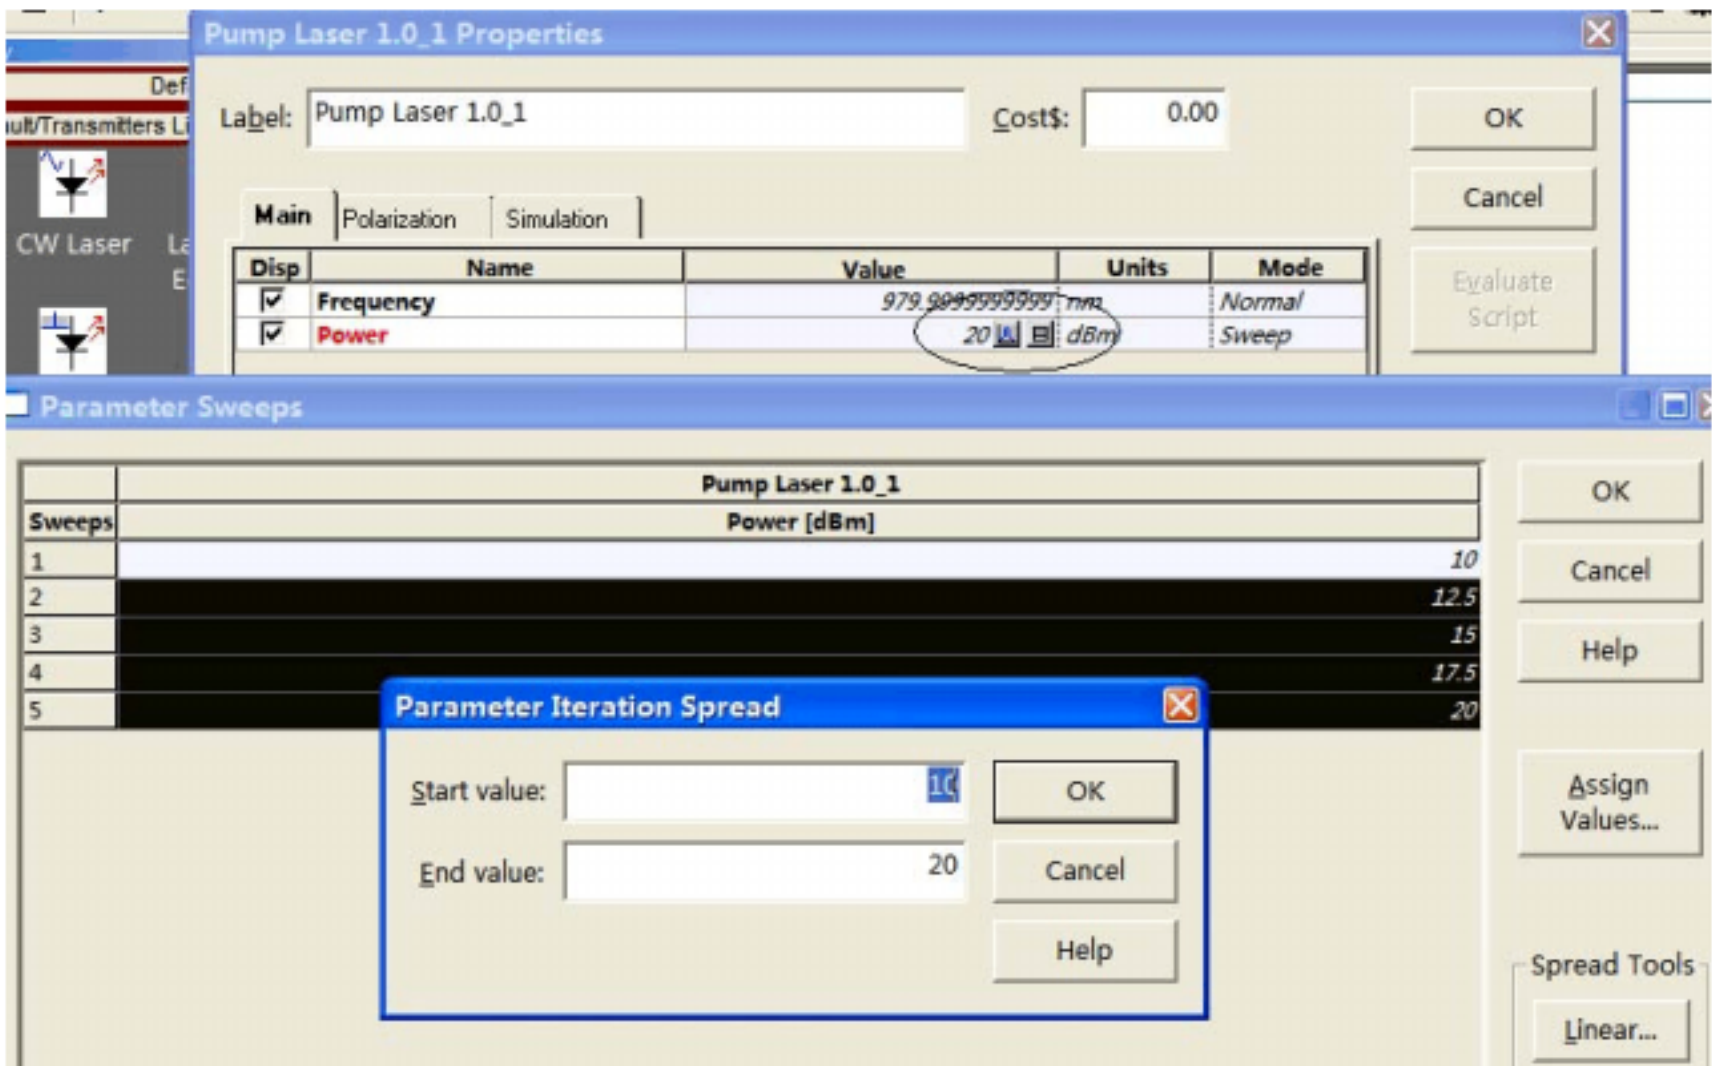 Pump Laser 1.0_1 Properties
Def
ult/Transmitters Li
CW Laser
Label: Pump Laser 1.0_1 Cost$: 0.00 OK
Cancel
Evaluate
Script
Main Polarization Simulation
Disp Name Value Units Mode
Frequency 979.9999999999 nm Normal
Power 20 dBm Sweep
Parameter Sweeps
Pump Laser 1.0_1
Sweeps Power [dBm]
1 10
2 12.5
3 15
4 17.5
5 20
OK
Cancel
Help
Assign
Values...
Spread Tools
Linear...
Parameter Iteration Spread
Start value: 10 OK
End value: 20 Cancel
Help